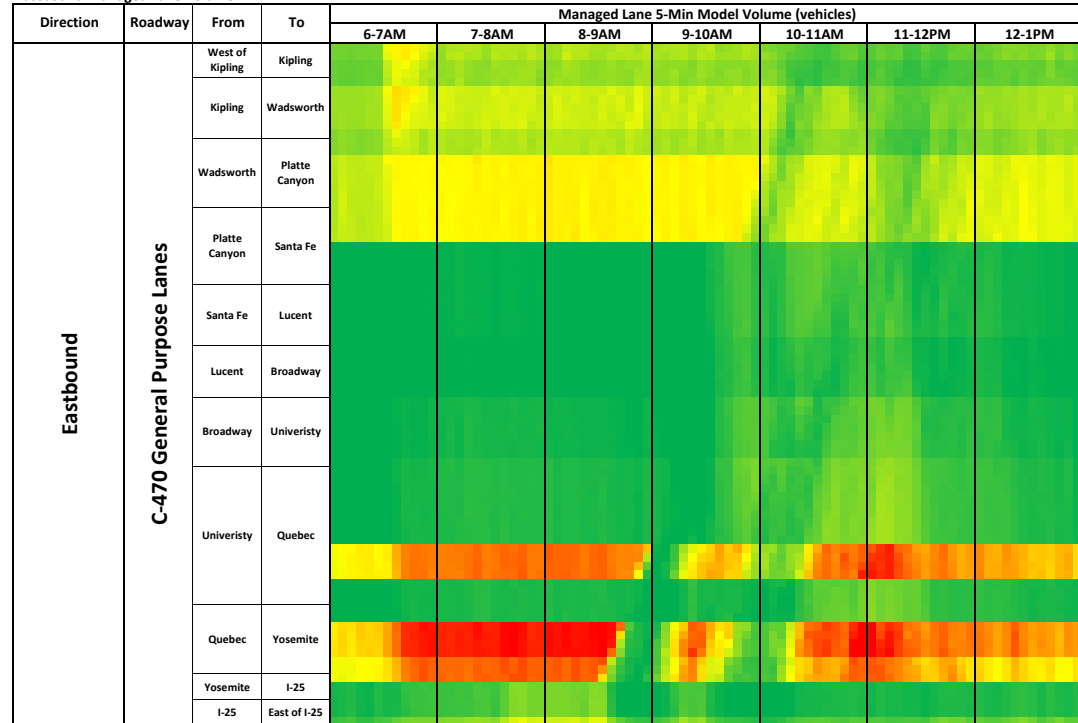 Direction Roadway From To Managed Lane 5-Min Model Volume (vehicles)
6-7AM 7-8AM 8-9AM 9-10AM 10-11AM 11-12PM 12-1PM
Eastbound
C-470 General Purpose Lanes
West of
Kipling
Kipling
Kipling Wadsworth
Wadsworth
Platte
Canyon
Platte
Canyon
Santa Fe
Santa Fe Lucent
Lucent Broadway
Broadway Univeristy
Univeristy Quebec
Quebec Yosemite
Yosemite I-25
I-25 East of I-25